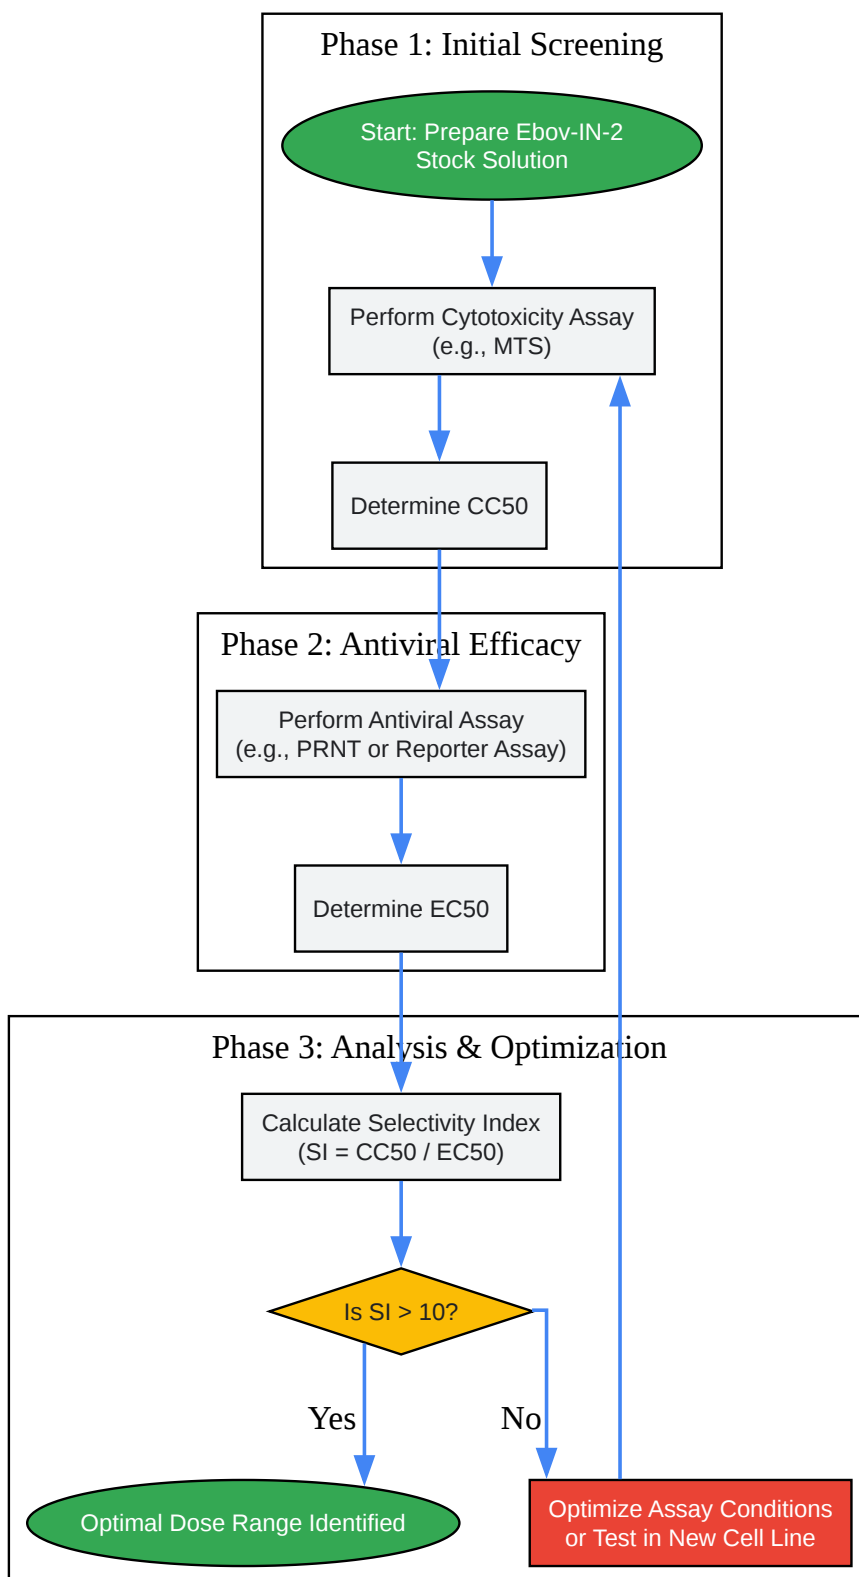 Phase 1: Initial Screening
Start: Prepare Ebov-IN-2
Stock Solution
Perform Cytotoxicity Assay
(e.g., MTS)
Determine CC50
Phase 2: Antiviral Efficacy
Perform Antiviral Assay
(e.g., PRNT or Reporter Assay)
Determine EC50
Phase 3: Analysis & Optimization
Calculate Selectivity Index
(SI = CC50 / EC50)
Is SI > 10?
Yes
No
Optimal Dose Range Identified
Optimize Assay Conditions
or Test in New Cell Line